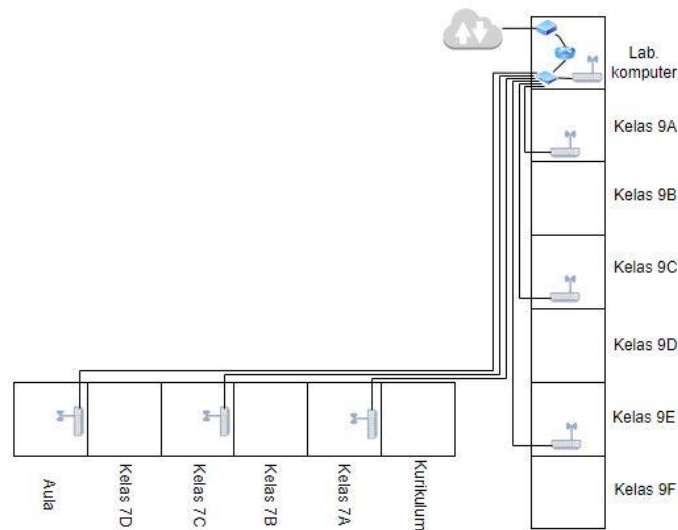 Lab.
komputer
Kelas 9A
Kelas 9B
Kelas 9C
Kelas 9D
Kelas 9E
Kelas 9F
Aula
Kelas 7D
Kelas 7C
Kelas 7B
Kelas 7A
Kurikulum